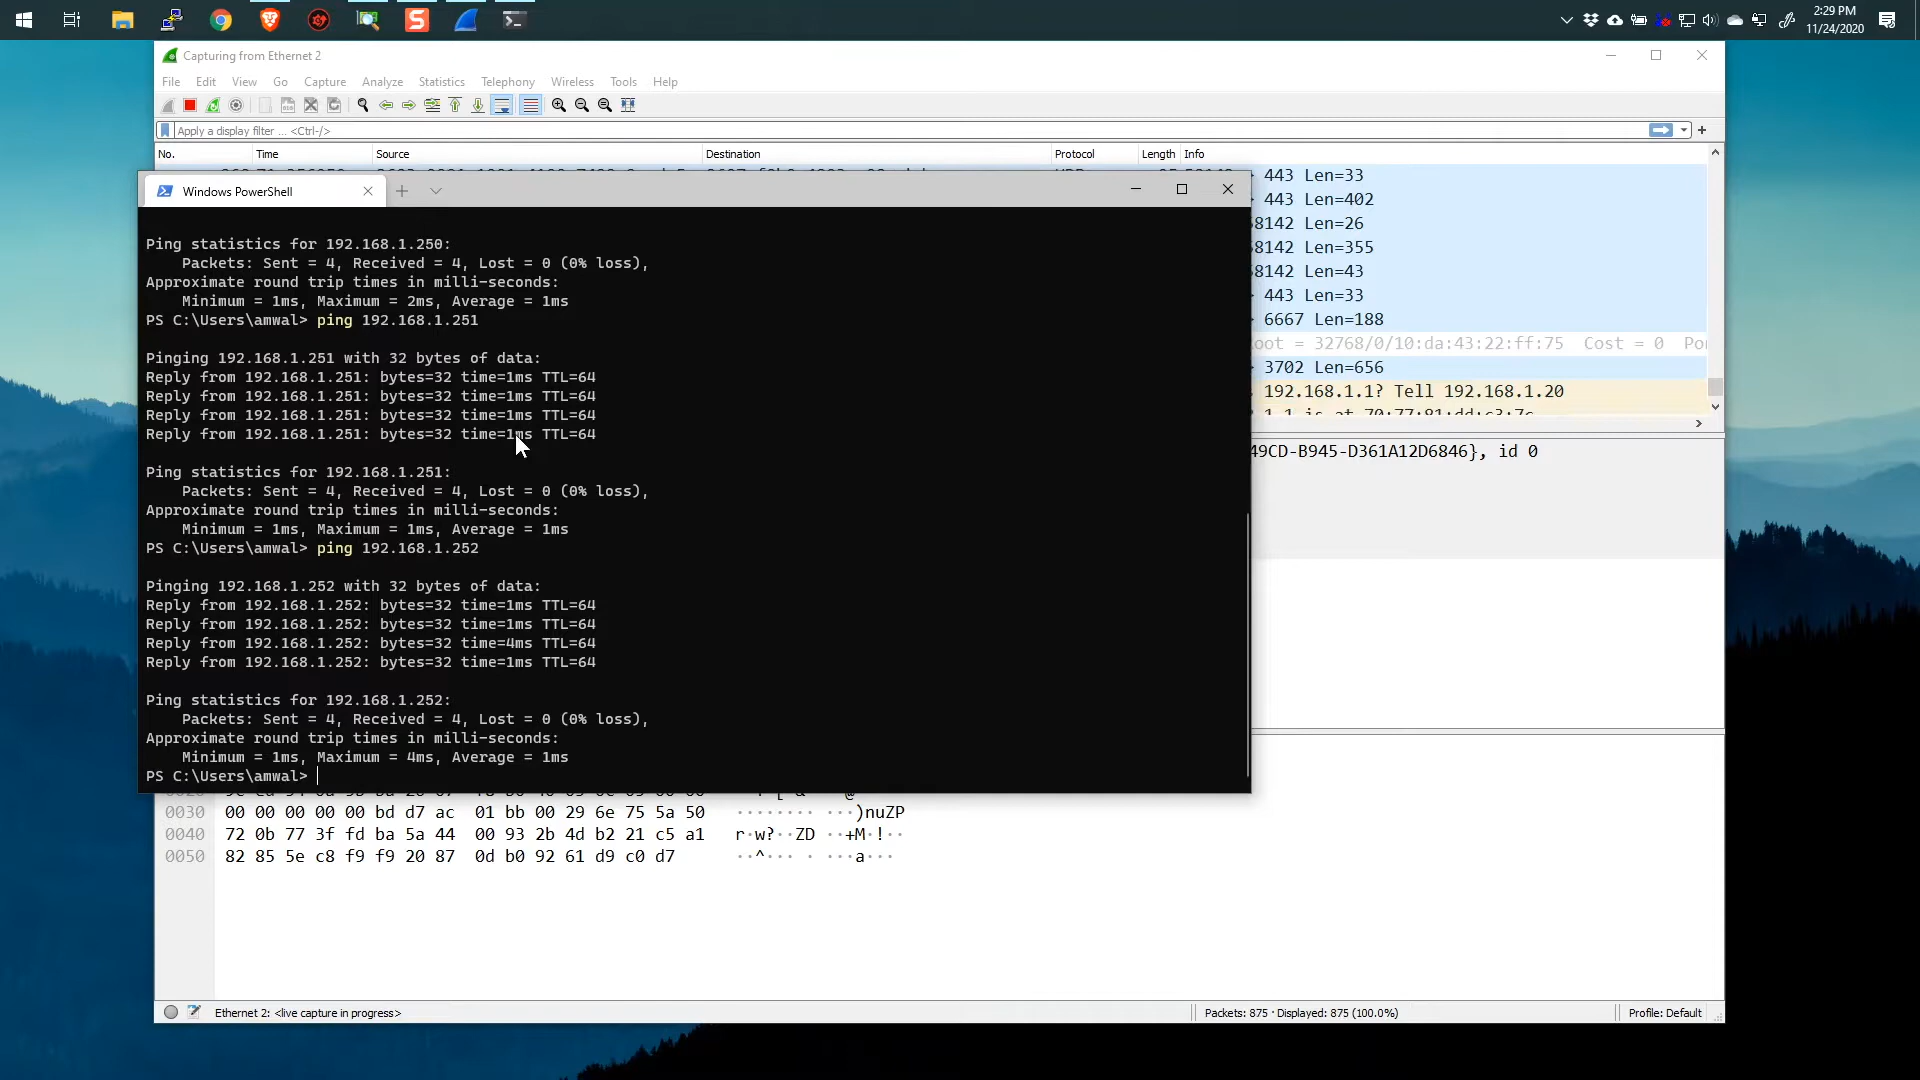 2:29 PM
11/24/2020
Capturing from Ethernet 2
File Edit View Go Capture Analyze Statistics Telephony Wireless Tools Help
Apply a display filter ... <Ctrl-/>
No. Time Source Destination Protocol Length Info
443 Len=33
443 Len=402
8142 Len=26
8142 Len=355
8142 Len=43
443 Len=33
6667 Len=188
oot = 32768/0/10:da:43:22:ff:75 Cost = 0 Po
3702 Len=656
192.168.1.1? Tell 192.168.1.20
49CD-B945-D361A12D6846}, id 0
Windows PowerShell
Ping statistics for 192.168.1.250:
Packets: Sent = 4, Received = 4, Lost = 0 (0% loss),
Approximate round trip times in milli-seconds:
Minimum = 1ms, Maximum = 2ms, Average = 1ms
PS C:\Users\amwal> ping 192.168.1.251
Pinging 192.168.1.251 with 32 bytes of data:
Reply from 192.168.1.251: bytes=32 time=1ms TTL=64
Reply from 192.168.1.251: bytes=32 time=1ms TTL=64
Reply from 192.168.1.251: bytes=32 time=1ms TTL=64
Reply from 192.168.1.251: bytes=32 time=1ms TTL=64
Ping statistics for 192.168.1.251:
Packets: Sent = 4, Received = 4, Lost = 0 (0% loss),
Approximate round trip times in milli-seconds:
Minimum = 1ms, Maximum = 1ms, Average = 1ms
PS C:\Users\amwal> ping 192.168.1.252
Pinging 192.168.1.252 with 32 bytes of data:
Reply from 192.168.1.252: bytes=32 time=1ms TTL=64
Reply from 192.168.1.252: bytes=32 time=1ms TTL=64
Reply from 192.168.1.252: bytes=32 time=4ms TTL=64
Reply from 192.168.1.252: bytes=32 time=1ms TTL=64
Ping statistics for 192.168.1.252:
Packets: Sent = 4, Received = 4, Lost = 0 (0% loss),
Approximate round trip times in milli-seconds:
Minimum = 1ms, Maximum = 4ms, Average = 1ms
PS C:\Users\amwal>
0030 00 00 00 00 00 bd d7 ac 01 bb 00 29 6e 75 5a 50 ········ ···)nuZP
0040 72 0b 77 3f fd ba 5a 44 00 93 2b 4d b2 21 c5 a1 r·w?··ZD ··+M·!··
0050 82 85 5e c8 f9 f9 20 87 0d b0 92 61 d9 c0 d7 ··^··· · ···a···
Ethernet 2: <live capture in progress>
Packets: 875 · Displayed: 875 (100.0%)
Profile: Default